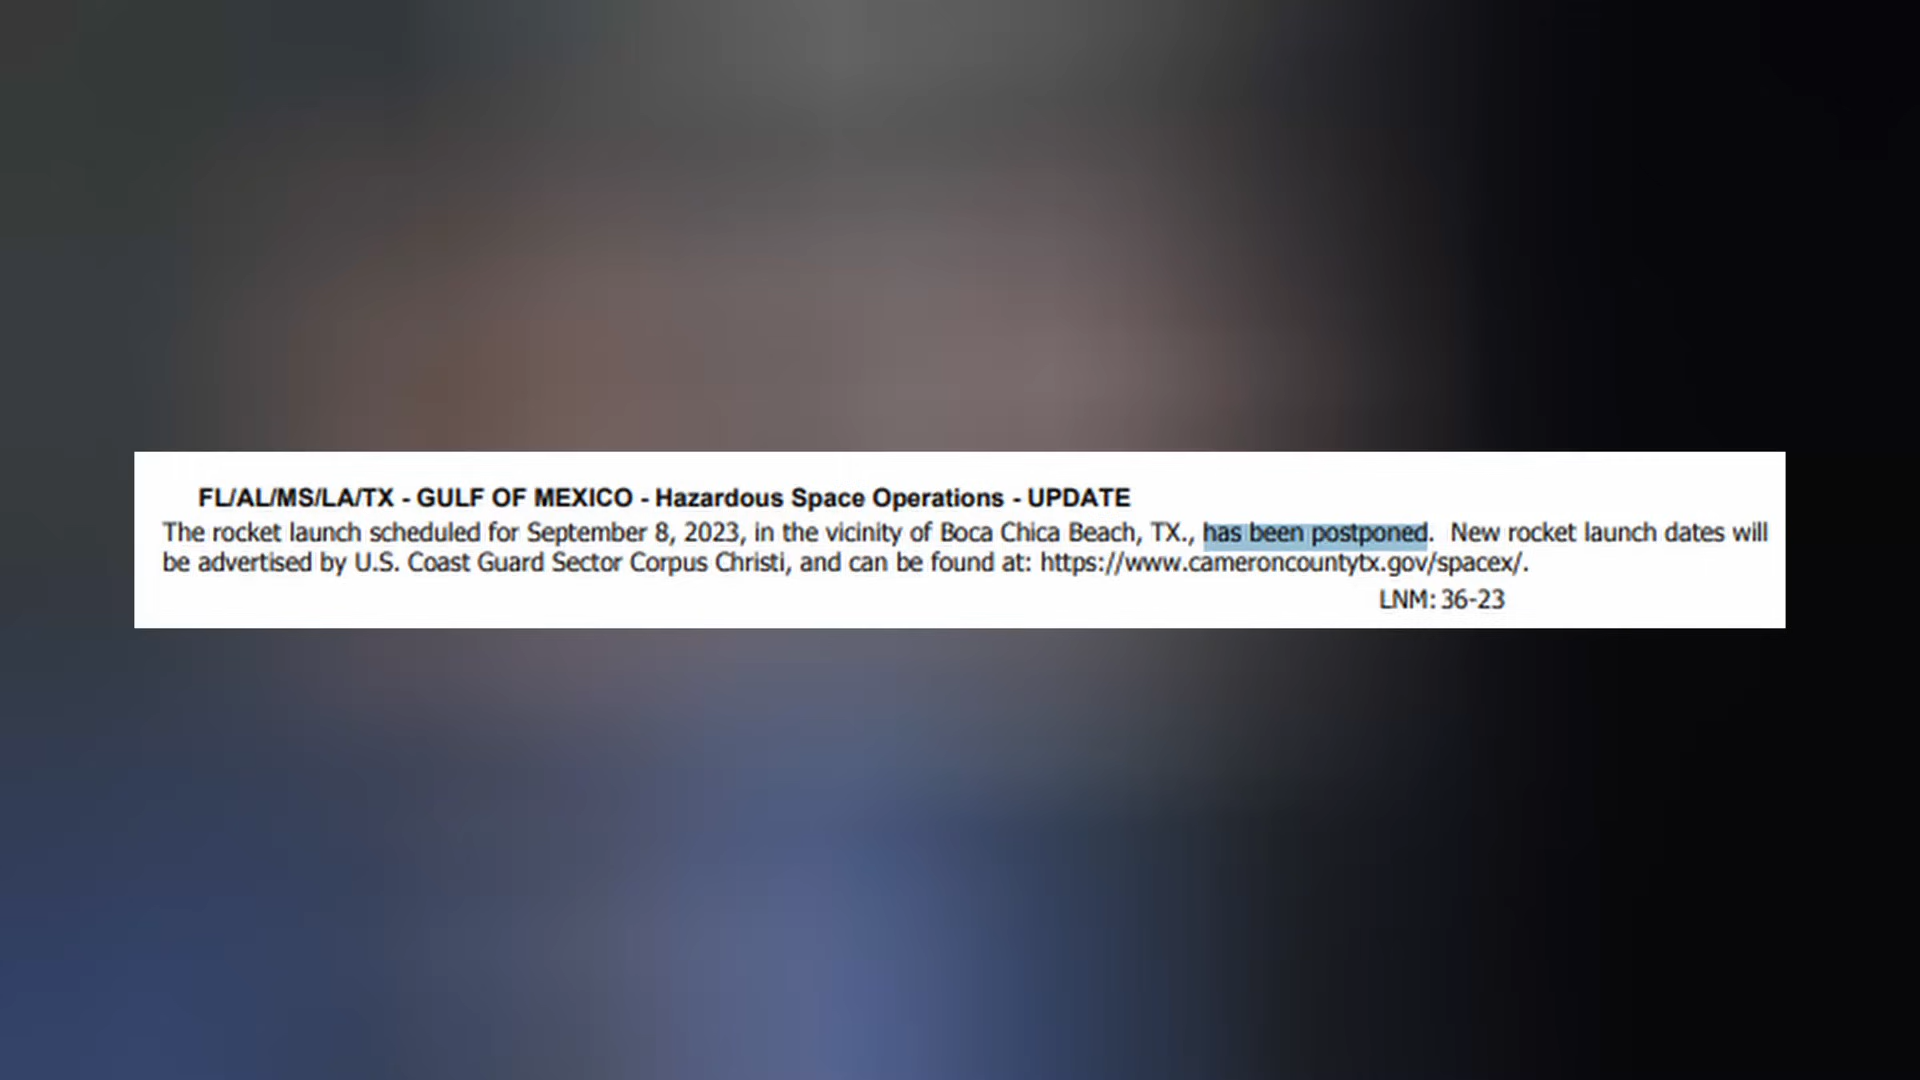 FL/AL/MS/LA/TX - GULF OF MEXICO - Hazardous Space Operations - UPDATE
The rocket launch scheduled for September 8, 2023, in the vicinity of Boca Chica Beach, TX., has been postponed.  New rocket launch dates will
be advertised by U.S. Coast Guard Sector Corpus Christi, and can be found at: https://www.cameroncountytx.gov/spacex/.
LNM: 36-23